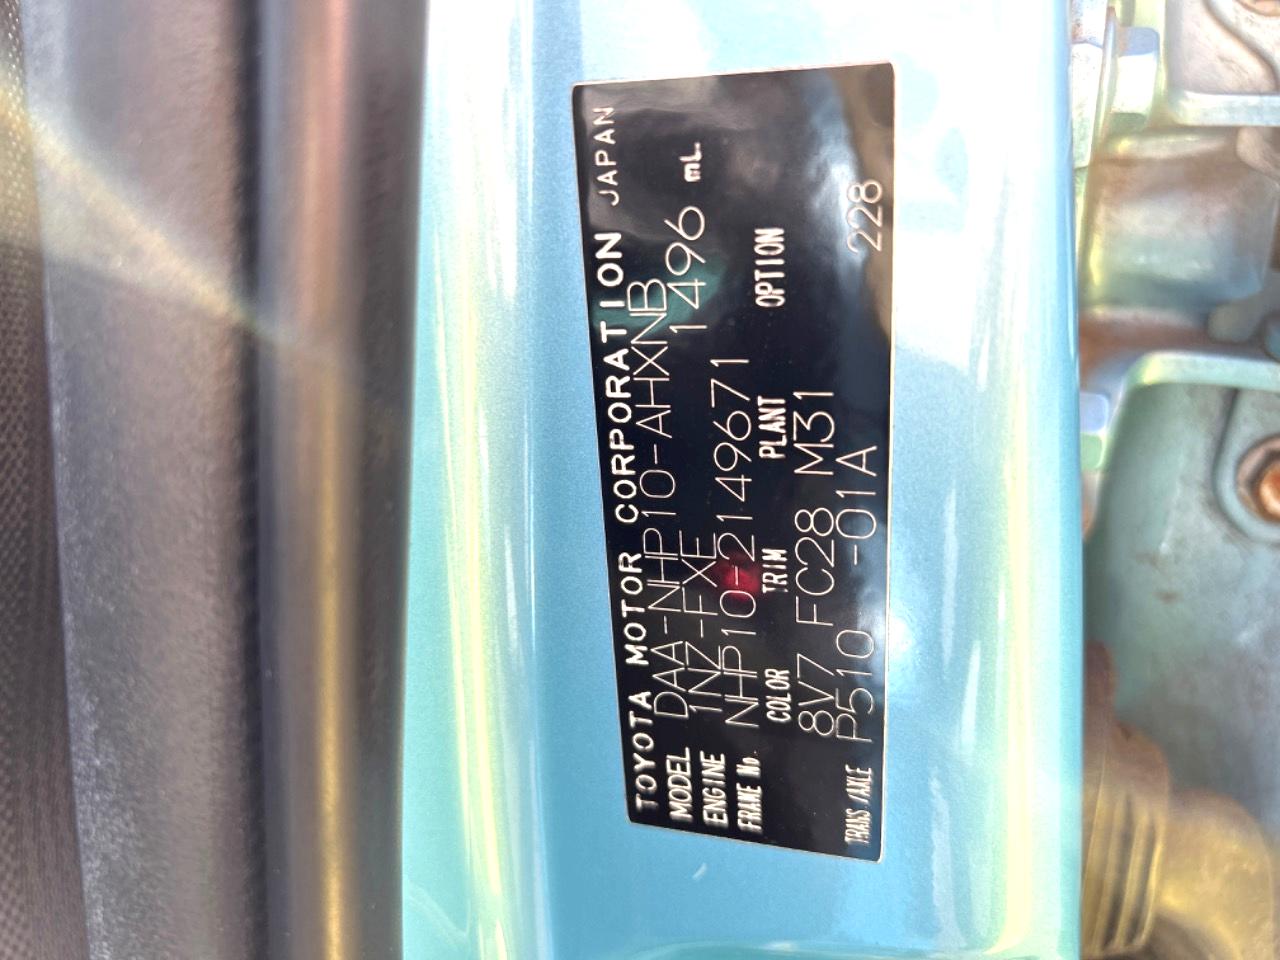 TOYOTA MOTOR CORPORATION JAPAN
MODEL DAA-NHP10-AHXNB
ENGINE 1NZ-FXE 1496 mL
FRAME No. NHP10-2149671
COLOR TRIM PLANT OPTION
8V7 FC28 M31
TRANS/AXLE P510 -01A 228